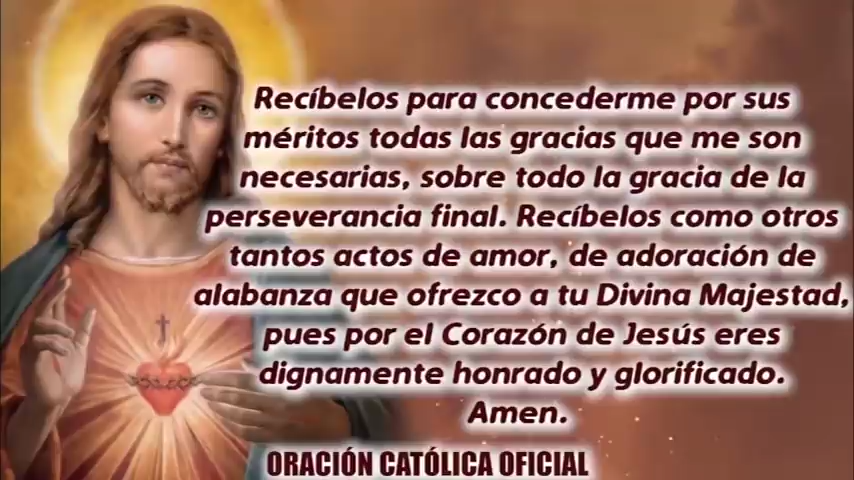 Recíbelos para concederme por sus
méritos todas las gracias que me son
necesarias, sobre todo la gracia de la
perseverancia final. Recíbelos como otros
tantos actos de amor, de adoración de
alabanza que ofrezco a tu Divina Majestad,
pues por el Corazón de Jesús eres
dignamente honrado y glorificado.
Amen.
ORACIÓN CATÓLICA OFICIAL